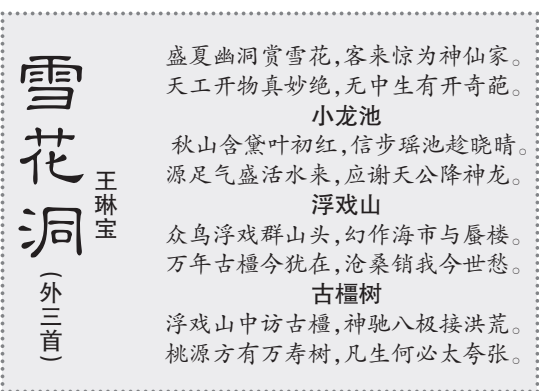 雪花洞
(外三首)
王琳宝
盛夏幽洞赏雪花,客来惊为神仙家。
天工开物真妙绝,无中生有开奇葩。
小龙池
秋山含黛叶初红,信步瑶池趁晓晴。
源足气盛活水来,应谢天公降神龙。
浮戏山
众鸟浮戏群山头,幻作海市与蜃楼。
万年古橿今犹在,沧桑销我今世愁。
古橿树
浮戏山中访古橿,神驰八极接洪荒。
桃源方有万寿树,凡生何必太夸张。